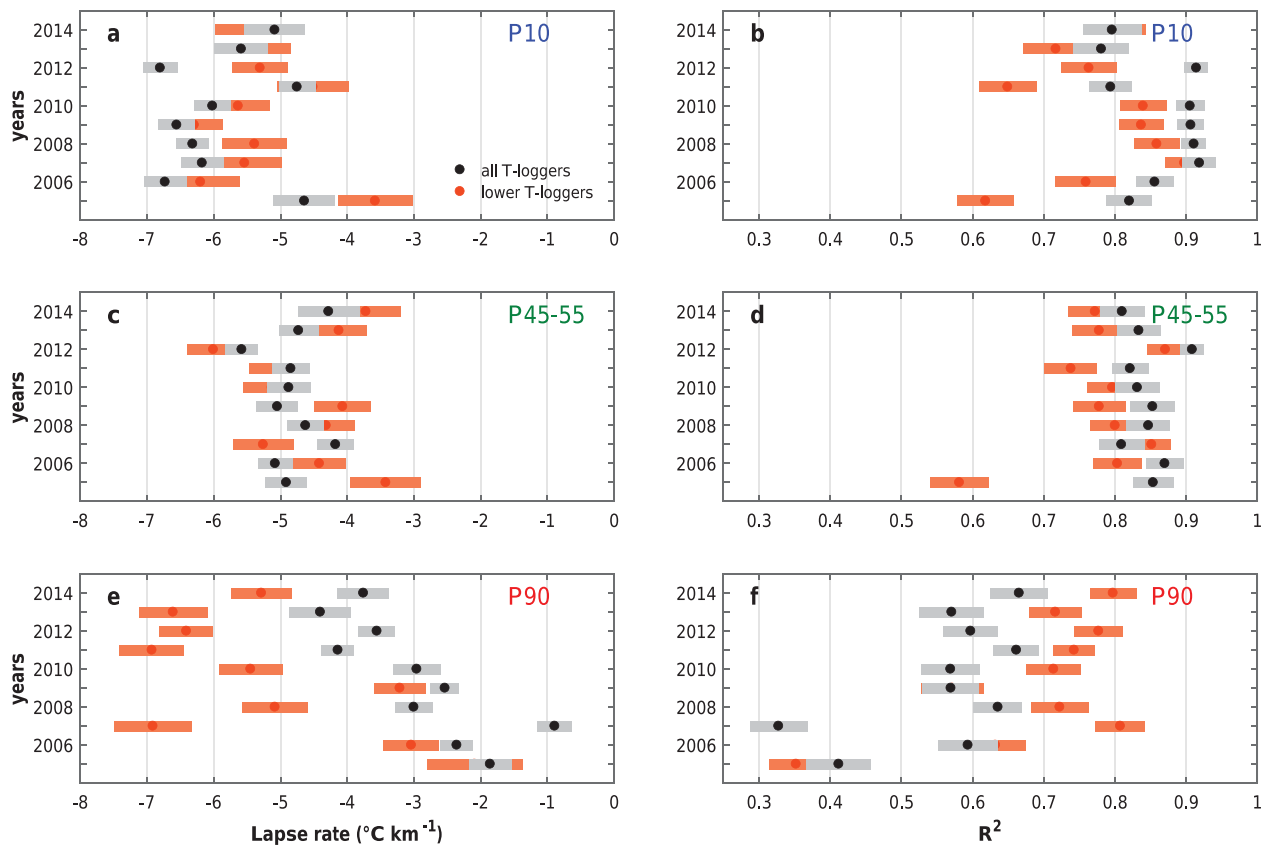 a
P10
2014
2012
2010
2008
2006
years
all T-loggers
lower T-loggers
-8 -7 -6 -5 -4 -3 -2 -1 0
b
P10
0.3 0.4 0.5 0.6 0.7 0.8 0.9 1
c
P45-55
2014
2012
2010
2008
2006
years
-8 -7 -6 -5 -4 -3 -2 -1 0
d
P45-55
0.3 0.4 0.5 0.6 0.7 0.8 0.9 1
e
P90
2014
2012
2010
2008
2006
years
-8 -7 -6 -5 -4 -3 -2 -1 0
Lapse rate (°C km⁻¹)
f
P90
0.3 0.4 0.5 0.6 0.7 0.8 0.9 1
R²